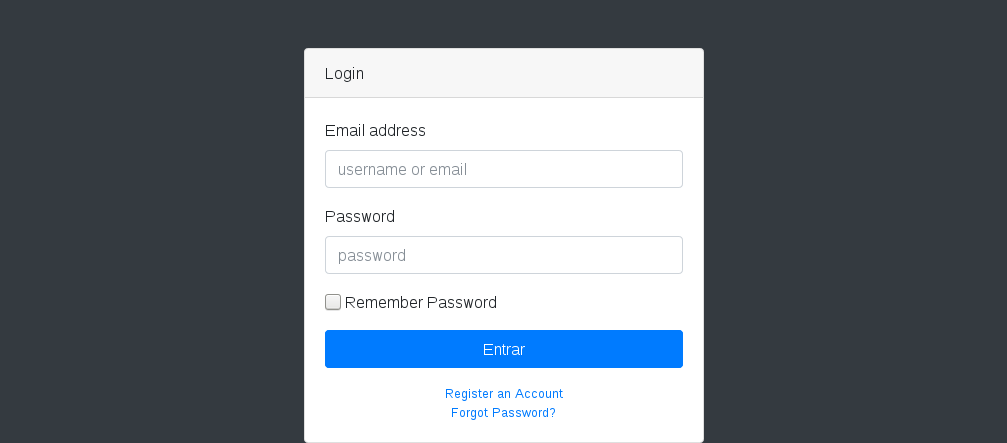 Login
Email address
username or email
Password
password
Remember Password
Entrar
Register an Account
Forgot Password?